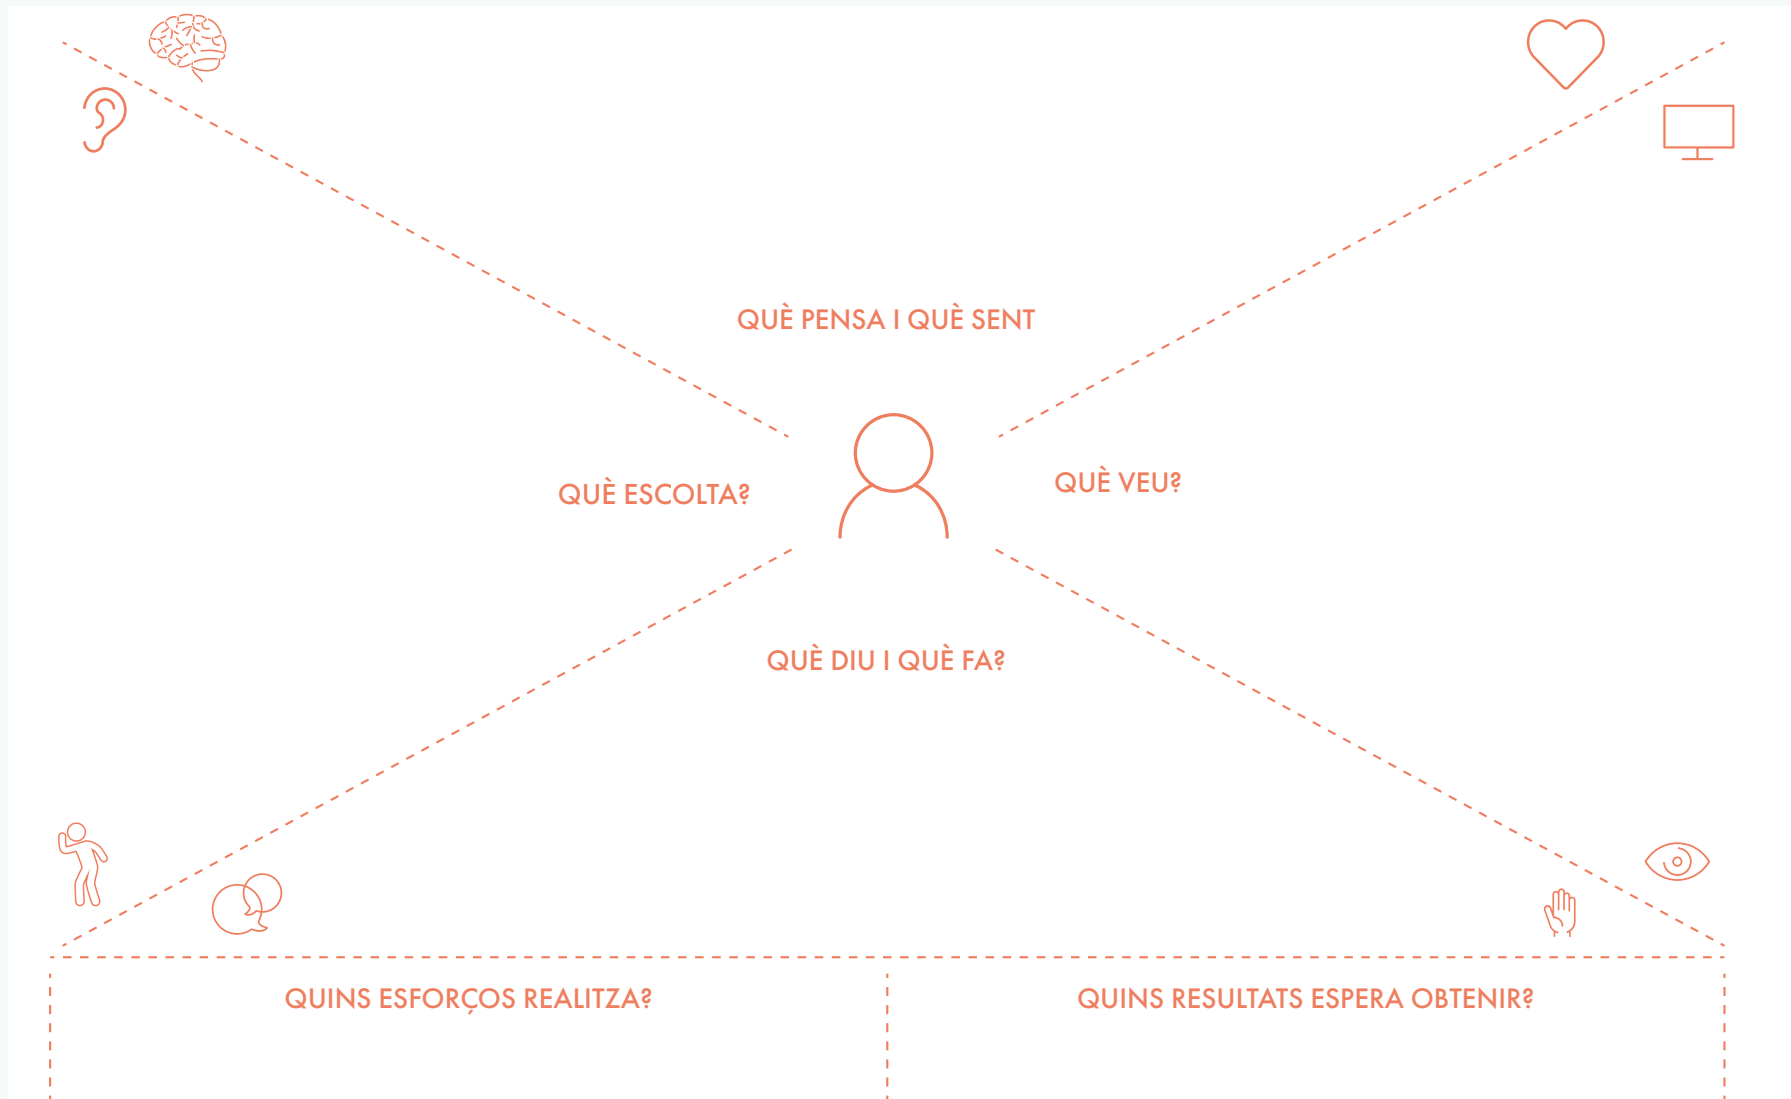 QUÈ PENSA I QUÈ SENT
QUÈ ESCOLTA?
QUÈ VEU?
QUÈ DIU I QUÈ FA?
QUINS ESFORÇOS REALITZA?
QUINS RESULTATS ESPERA OBTENIR?